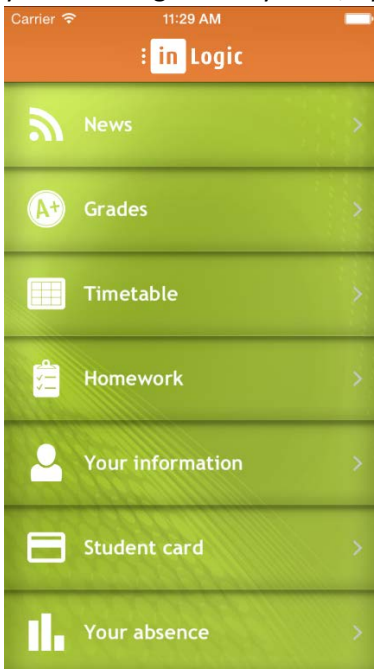 Carrier 11:29 AM
in Logic
News
A+
Grades
Timetable
Homework
Your information
Student card
Your absence